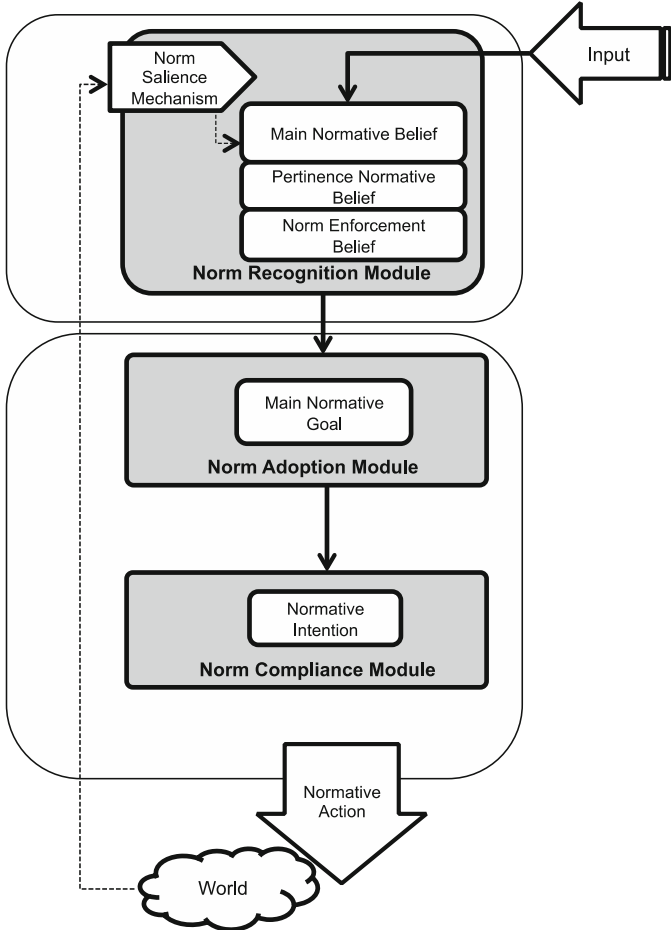 Input
Norm
Salience
Mechanism
Main Normative Belief
Pertinence Normative
Belief
Norm Enforcement
Belief
Norm Recognition Module
Main Normative
Goal
Norm Adoption Module
Normative
Intention
Norm Compliance Module
Normative
Action
World